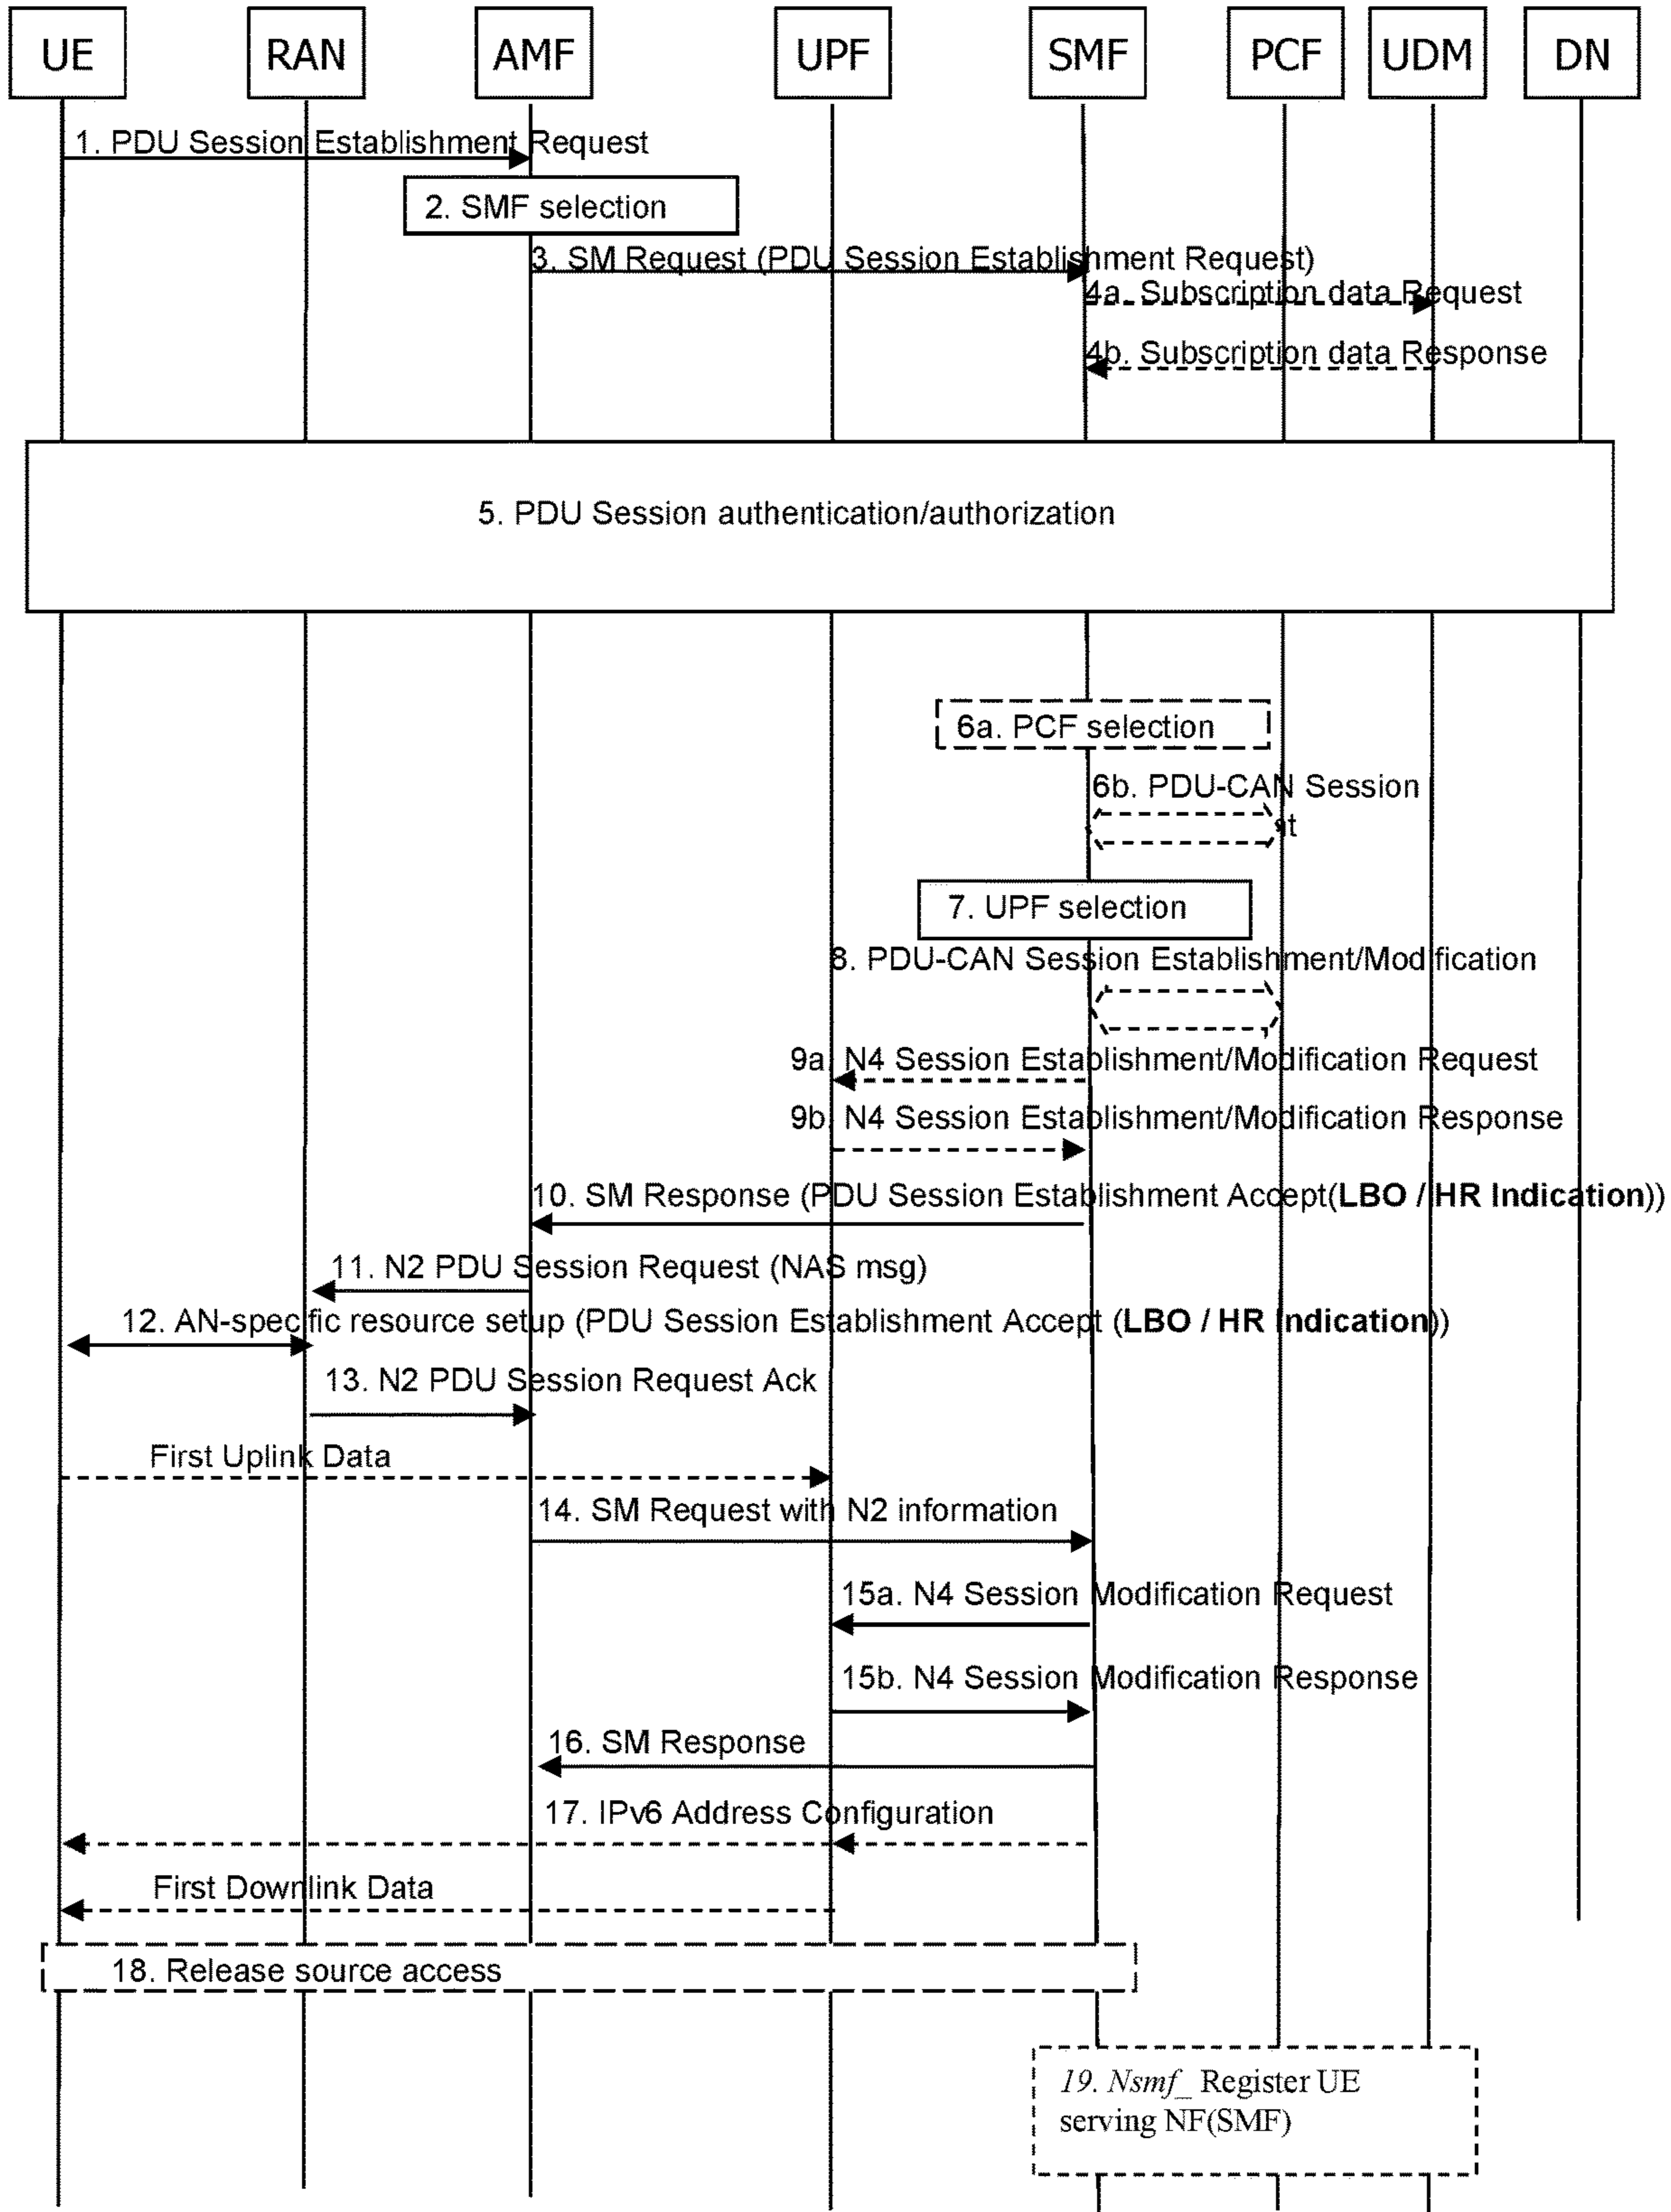 UE
RAN
AMF
UPF
SMF
PCF
UDM
DN
1. PDU Session Establishment Request
2. SMF selection
3. SM Request (PDU Session Establishment Request)
4a. Subscription data Request
4b. Subscription data Response
5. PDU Session authentication/authorization
6a. PCF selection
6b. PDU-CAN Session
7. UPF selection
8. PDU-CAN Session Establishment/Modification
9a. N4 Session Establishment/Modification Request
9b. N4 Session Establishment/Modification Response
10. SM Response (PDU Session Establishment Accept(LBO / HR Indication))
11. N2 PDU Session Request (NAS msg)
12. AN-specific resource setup (PDU Session Establishment Accept (LBO / HR Indication))
13. N2 PDU Session Request Ack
First Uplink Data
14. SM Request with N2 information
15a. N4 Session Modification Request
15b. N4 Session Modification Response
16. SM Response
17. IPv6 Address Configuration
First Downlink Data
18. Release source access
19. Nsmf_ Register UE
serving NF(SMF)